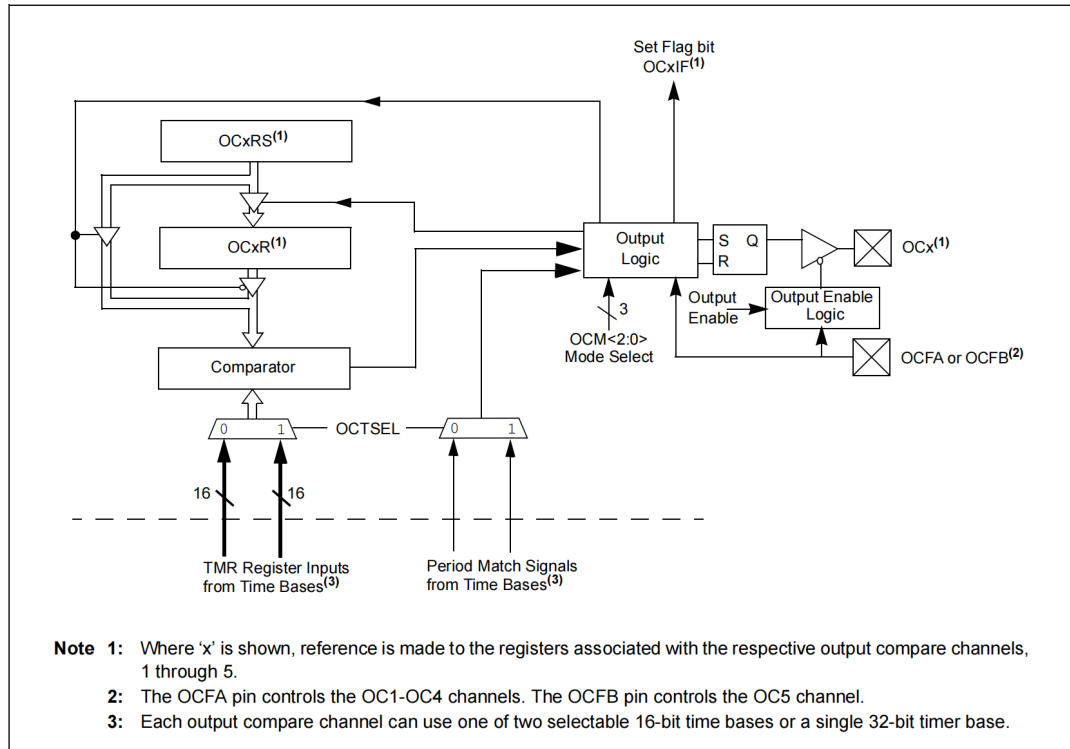 Set Flag bit
OCxIF(1)
OCxRS(1)
OCxR(1)
Output
Logic
S Q
R
OCx(1)
Output
Enable
Output Enable
Logic
3
OCM<2:0>
Mode Select
OCFA or OCFB(2)
Comparator
0 1
OCTSEL
0 1
16
16
TMR Register Inputs
from Time Bases(3)
Period Match Signals
from Time Bases(3)
Note 1: Where ‘x’ is shown, reference is made to the registers associated with the respective output compare channels,
1 through 5.
2: The OCFA pin controls the OC1-OC4 channels. The OCFB pin controls the OC5 channel.
3: Each output compare channel can use one of two selectable 16-bit time bases or a single 32-bit timer base.